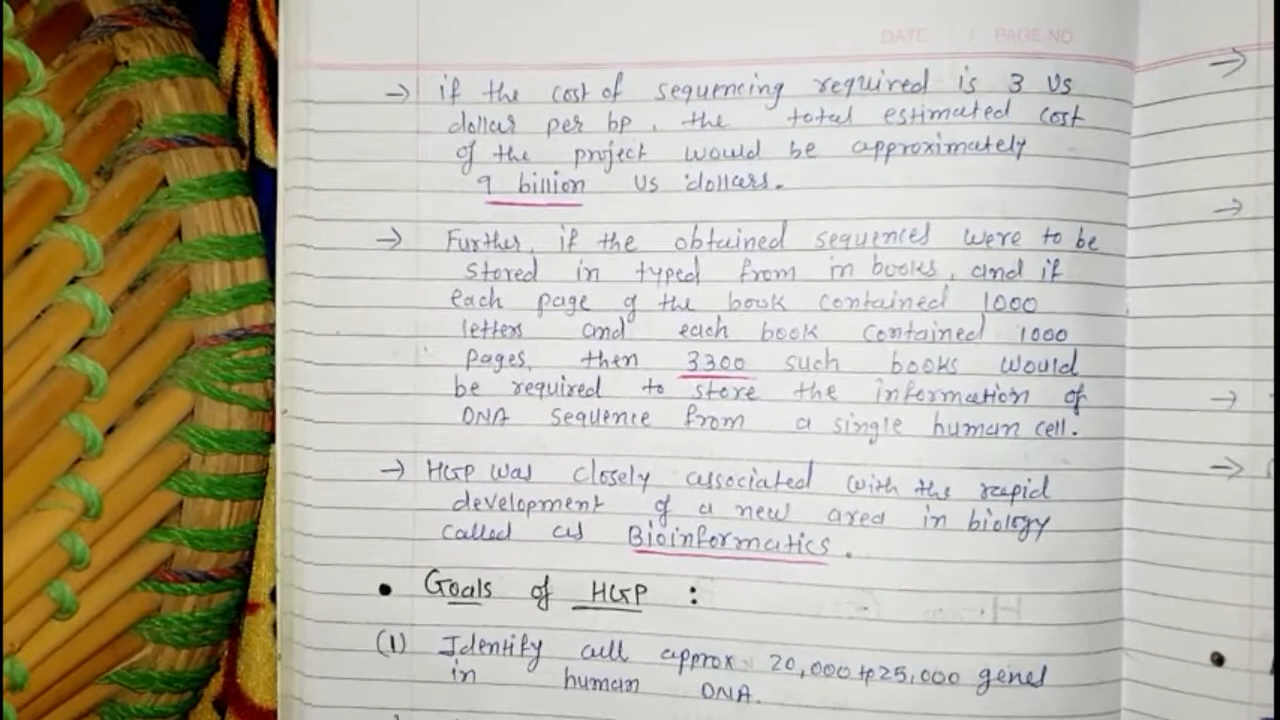 DATE / PAGE NO
→ if the cost of sequencing required is 3 US
dollar per bp, the total estimated cost
of the project would be approximately
9 billion US dollars.
→ Further, if the obtained sequences were to be
stored in typed from in books, and if
each page of the book contained 1000
letters and each book contained 1000
pages, then 3300 such books would
be required to store the information of
DNA sequence from a single human cell.
→ HGP was closely associated with the rapid
development of a new area in biology
called as Bioinformatics.
• Goals of HGP :
(1) Identify all approx 20,000 to 25,000 genes
in human DNA.